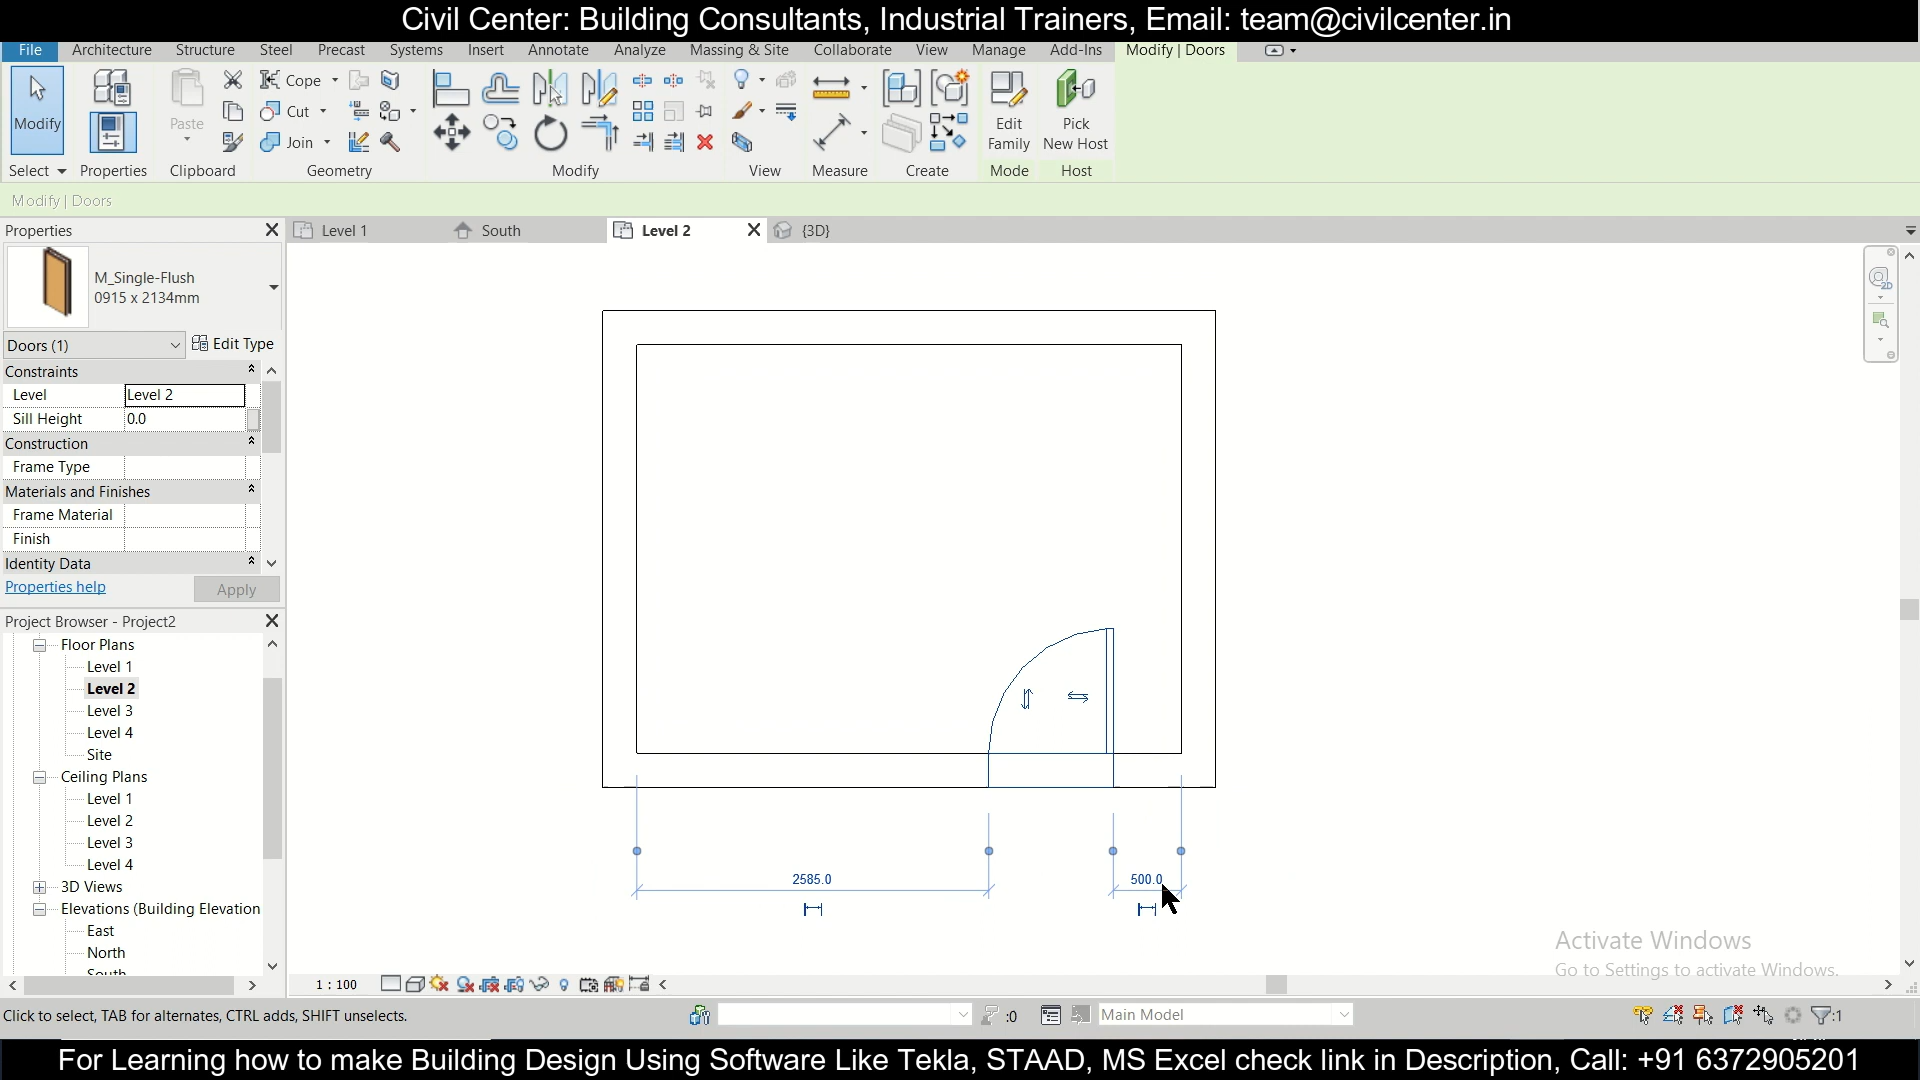 Civil Center: Building Consultants, Industrial Trainers, Email: team@civilcenter.in
File Architecture Structure Steel Precast Systems Insert Annotate Analyze Massing & Site Collaborate View Manage Add-Ins Modify | Doors
Modify
Paste
Cope
Cut
Join
Edit
Family
Pick
New Host
Select Properties Clipboard Geometry Modify View Measure Create Mode Host
Modify | Doors
Properties
Level 1 South Level 2 {3D}
2D
M_Single-Flush
0915 x 2134mm
Doors (1) Edit Type
Constraints
Level Level 2
Sill Height 0.0
Construction
Frame Type
Materials and Finishes
Frame Material
Finish
Identity Data
Properties help Apply
Project Browser - Project2
Floor Plans
Level 1
Level 2
Level 3
Level 4
Site
Ceiling Plans
Level 1
Level 2
Level 3
Level 4
3D Views
Elevations (Building Elevation
East
North
South
2585.0 500.0
Activate Windows
Go to Settings to activate Windows.
1 : 100
Click to select, TAB for alternates, CTRL adds, SHIFT unselects. :0 Main Model :1
For Learning how to make Building Design Using Software Like Tekla, STAAD, MS Excel check link in Description, Call: +91 6372905201